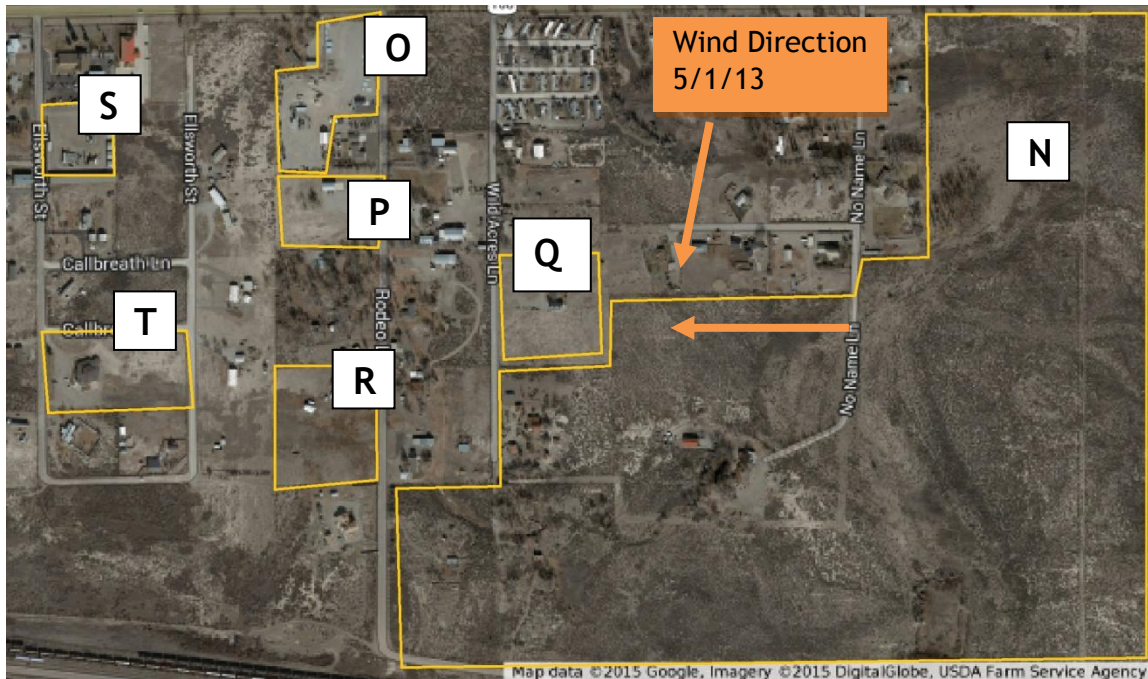 Wind Direction
5/1/13
O
S
N
P
Q
T
R
Ellsworth St
Ellsworth St
Wild Acres Ln
No Name Ln
Callbreath Ln
Callbre
Rodeo
No Name Ln
Map data ©2015 Google, Imagery ©2015 DigitalGlobe, USDA Farm Service Agency